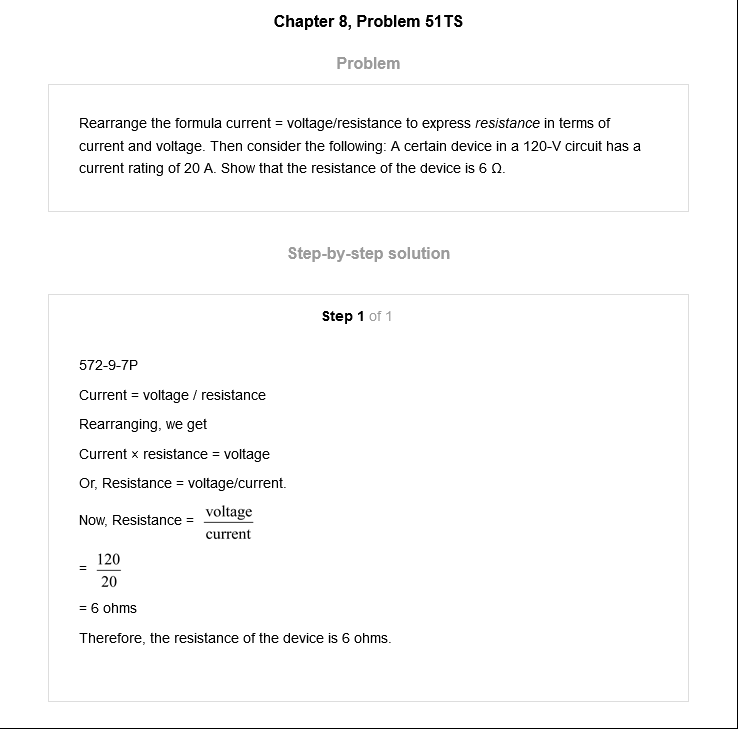 Chapter 8, Problem 51TS
Problem
Rearrange the formula current = voltage/resistance to express resistance in terms of
current and voltage. Then consider the following: A certain device in a 120-V circuit has a
current rating of 20 A. Show that the resistance of the device is 6 Ω.
Step-by-step solution
Step 1 of 1
572-9-7P
Current = voltage / resistance
Rearranging, we get
Current × resistance = voltage
Or, Resistance = voltage/current.
Now, Resistance = voltage
current
= 120
20
= 6 ohms
Therefore, the resistance of the device is 6 ohms.